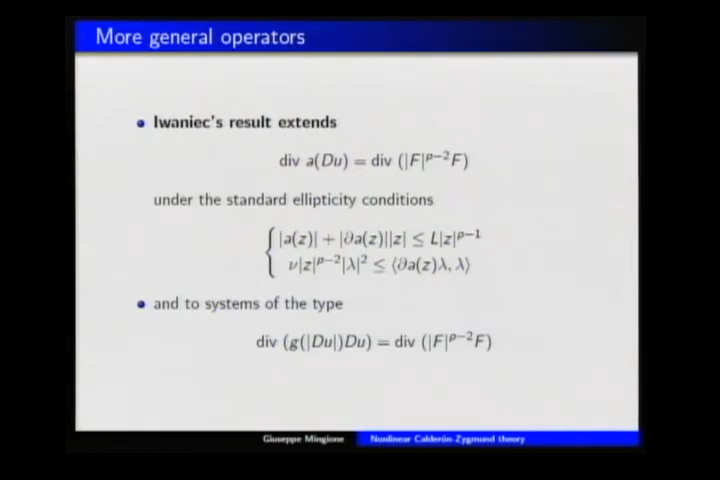 More general operators
Iwaniec's result extends
div a(Du) = div (|F|^{p−2}F)
under the standard ellipticity conditions
|a(z)| + |∂a(z)||z| ≤ L|z|^{p−1}
ν|z|^{p−2}|λ|² ≤ ⟨∂a(z)λ, λ⟩
and to systems of the type
div (g(|Du|)Du) = div (|F|^{p−2}F)
Giuseppe Mingione Nonlinear Calderón-Zygmund theory